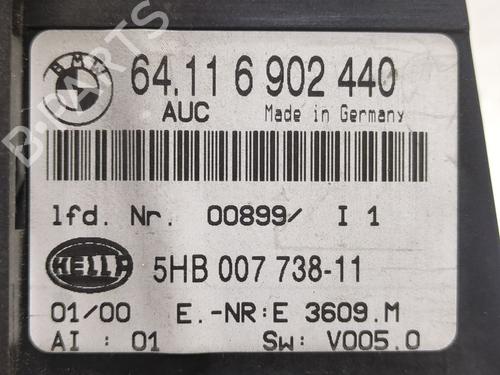 BMW
64.11 6 902 440
AUC Made in Germany
lfd. Nr. 00899/ I 1
HELLA 5HB 007 738-11
01/00 E.-NR:E 3609.M
AI : 01 Sw: V005.0
B-PARTS